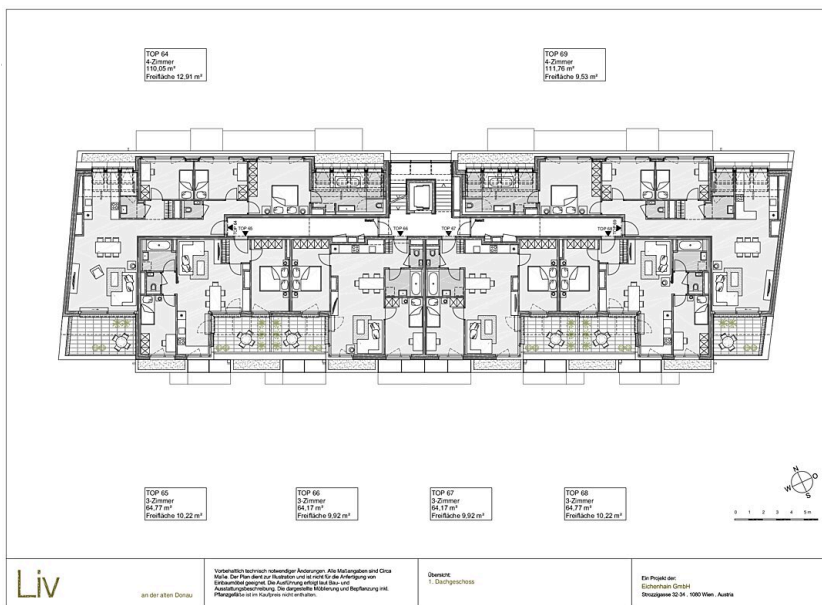 TOP 64
4-Zimmer
110,05 m²
Freifläche 12,91 m²
TOP 69
4-Zimmer
111,76 m²
Freifläche 9,53 m²
TOP 65
TOP 66
TOP 67
TOP 68
TOP 65
3-Zimmer
64,77 m²
Freifläche 10,22 m²
TOP 66
3-Zimmer
64,17 m²
Freifläche 9,92 m²
TOP 67
3-Zimmer
64,17 m²
Freifläche 9,92 m²
TOP 68
3-Zimmer
64,77 m²
Freifläche 10,22 m²
N
O
W
S
0 1 2 3 4 5 m
Liv
an der alten Donau
Vorbehaltlich technisch notwendiger Änderungen. Alle Maßangaben sind Circa
Maße. Der Plan dient zur Illustration und ist nicht für die Anfertigung von
Einbaumöbel geeignet. Die Ausführung erfolgt laut Bau- und
Ausstattungsbeschreibung. Die dargestellte Möblierung und Bepflanzung inkl.
Pflanzgefäße ist im Kaufpreis nicht enthalten.
Übersicht:
1. Dachgeschoss
Ein Projekt der:
Eichenhain GmbH
Strozzigasse 32-34 . 1080 Wien . Austria